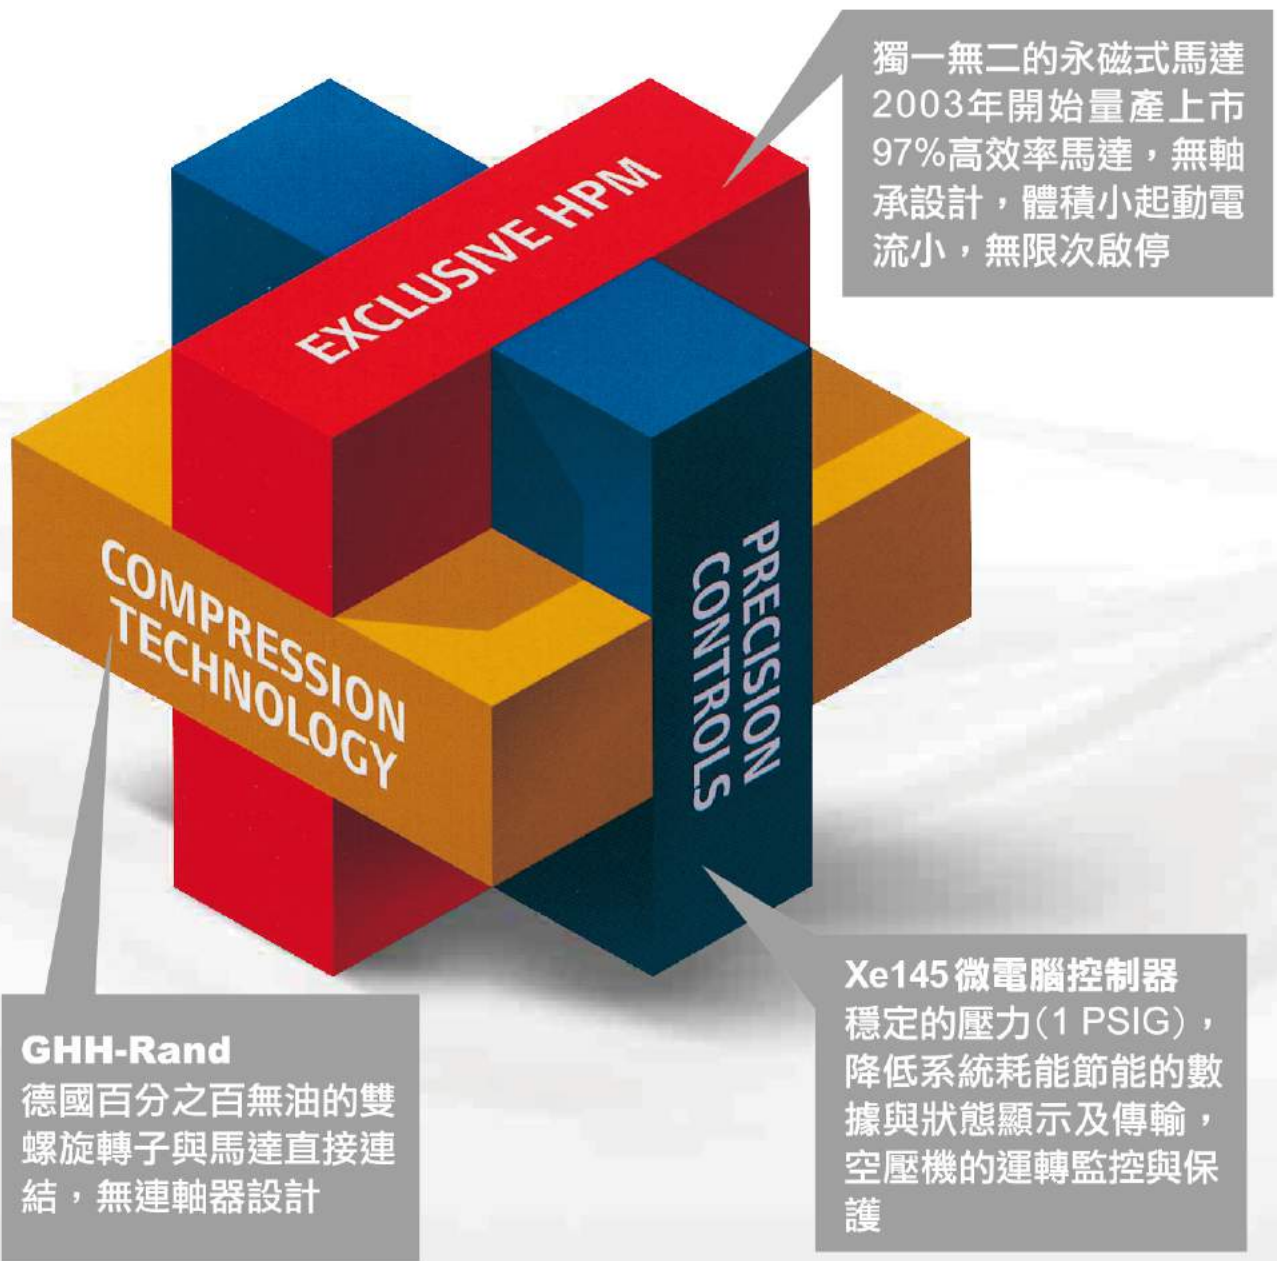 獨一無二的永磁式馬達
2003年開始量產上市
97%高效率馬達，無軸
承設計，體積小起動電
流小，無限次啟停
EXCLUSIVE HPM
COMPRESSION
TECHNOLOGY
PRECISION
CONTROLS
GHH-Rand
德國百分之百無油的雙
螺旋轉子與馬達直接連
結，無連軸器設計
Xe145微電腦控制器
穩定的壓力(1 PSIG)，
降低系統耗能節能的數
據與狀態顯示及傳輸，
空壓機的運轉監控與保
護